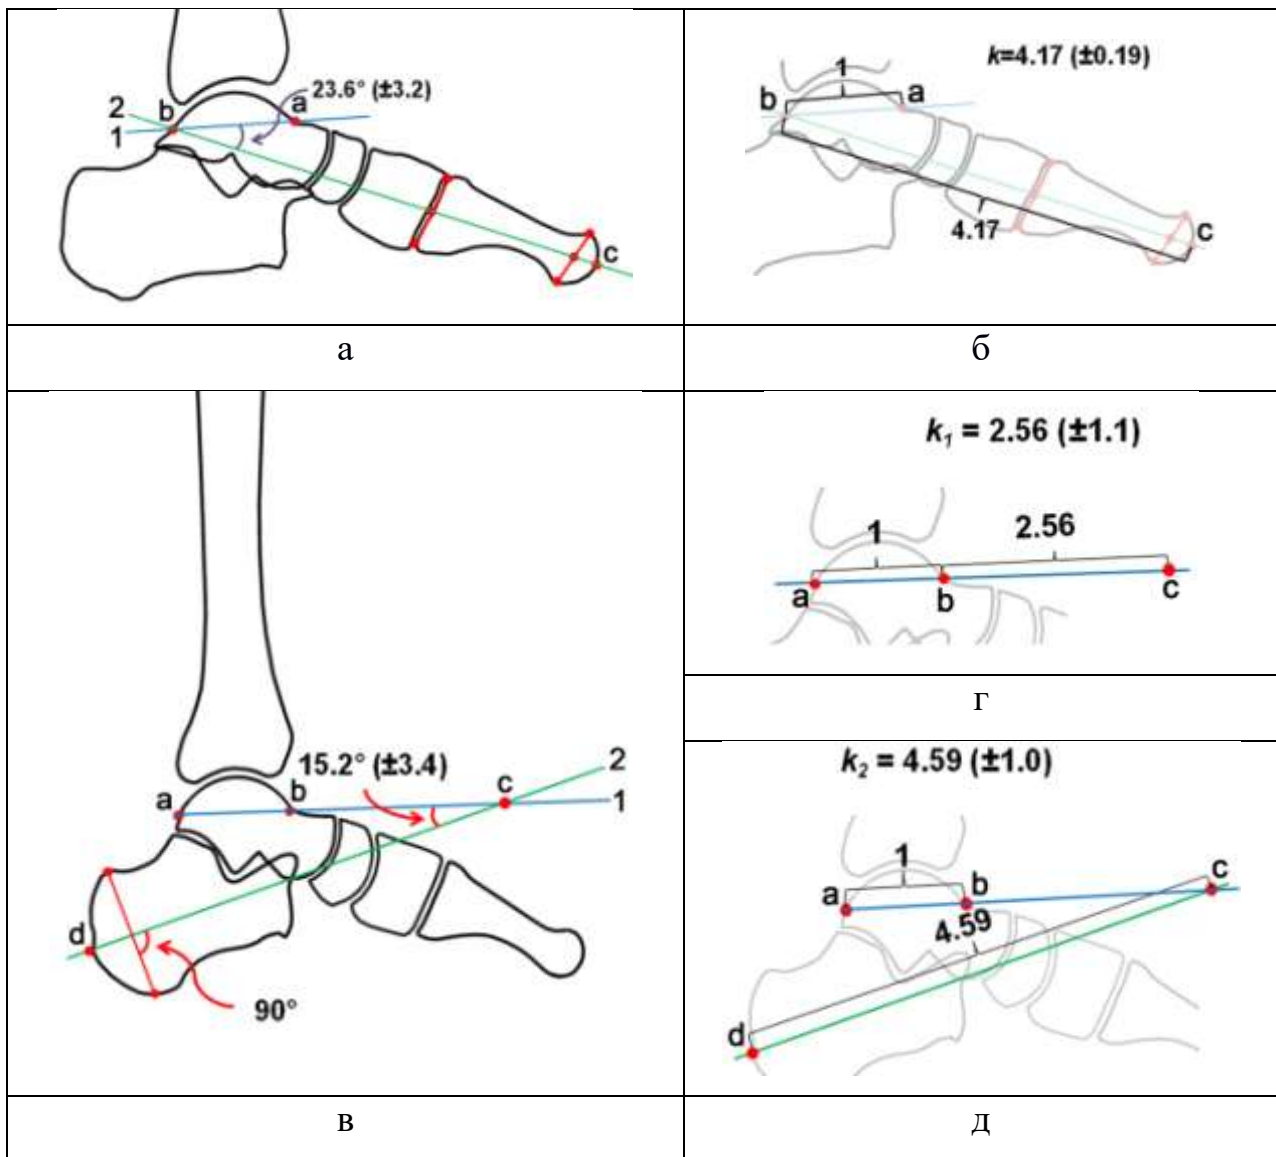 23.6° (±3.2)
2
b
a
1
c
а
k=4.17 (±0.19)
1
b
a
4.17
c
б
15.2° (±3.4)
2
a
b
c
1
d
90°
в
k₁ = 2.56 (±1.1)
1
2.56
a
b
c
г
k₂ = 4.59 (±1.0)
1
a
b
c
4.59
d
д